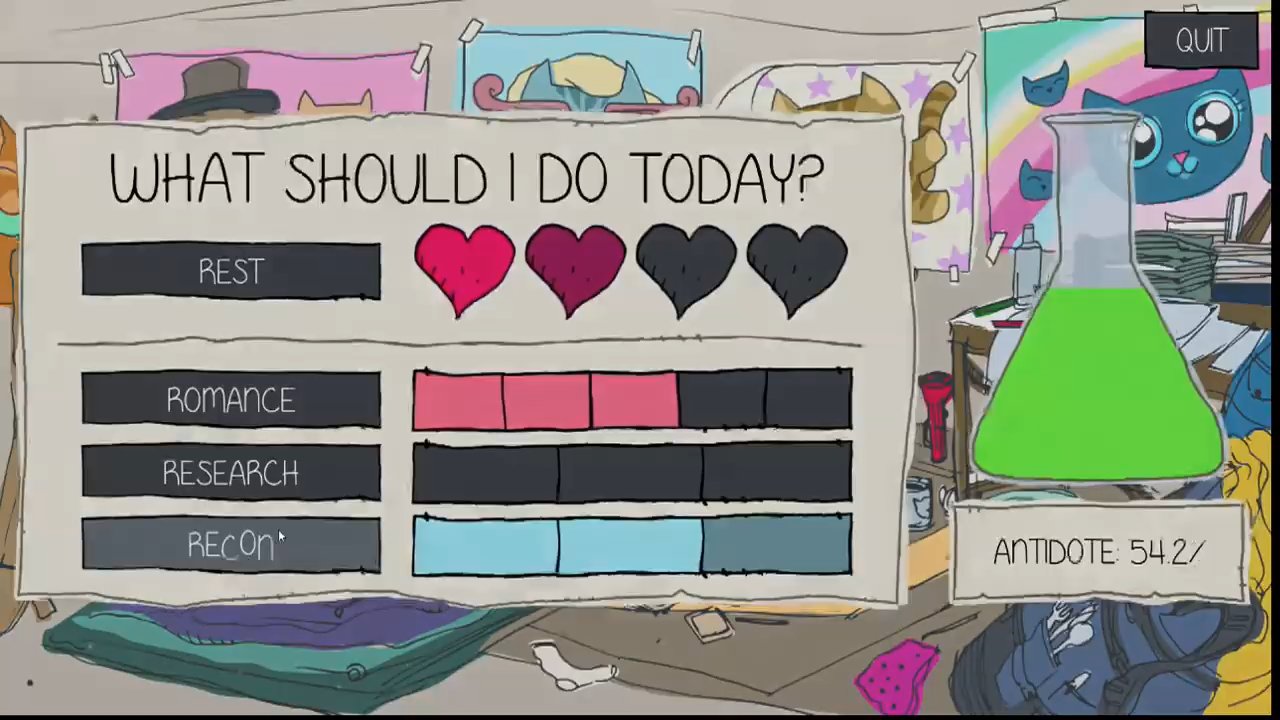 QUIT
WHAT SHOULD I DO TODAY?
REST
ROMANCE
RESEARCH
RECON
ANTIDOTE: 54.2%